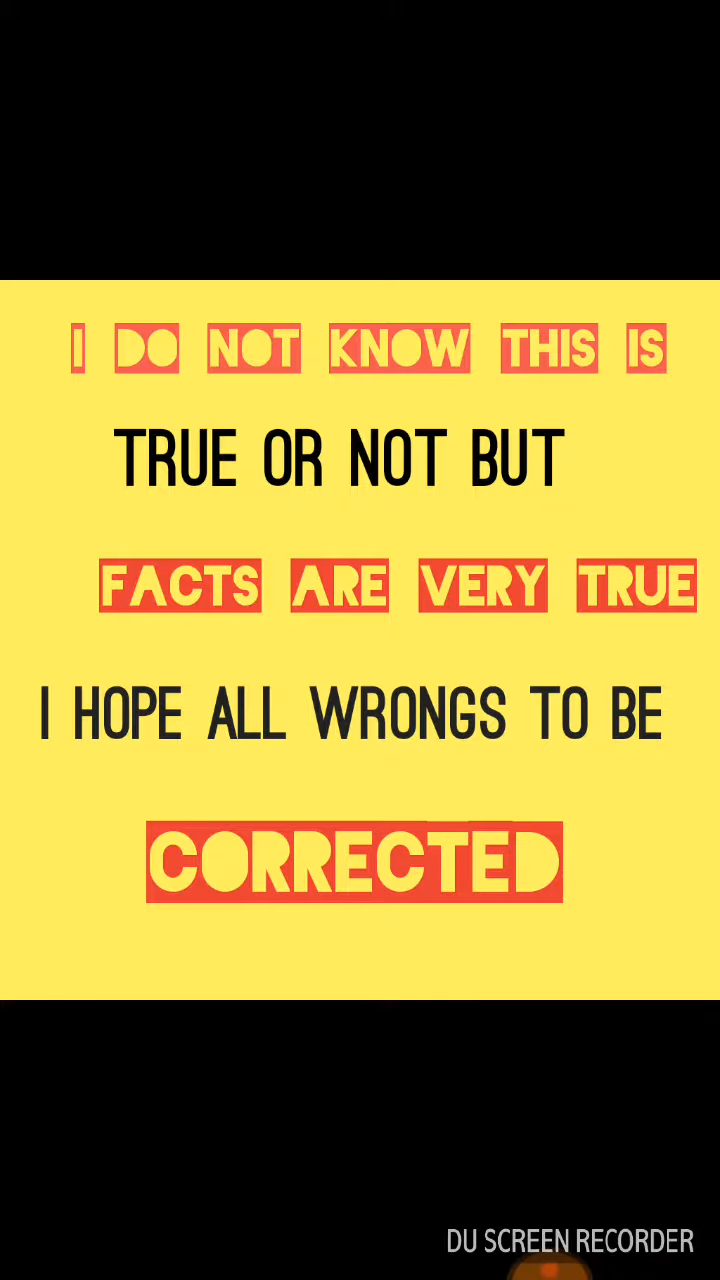 I DO NOT KNOW THIS IS
TRUE OR NOT BUT
FACTS ARE VERY TRUE
I HOPE ALL WRONGS TO BE
CORRECTED
DU SCREEN RECORDER